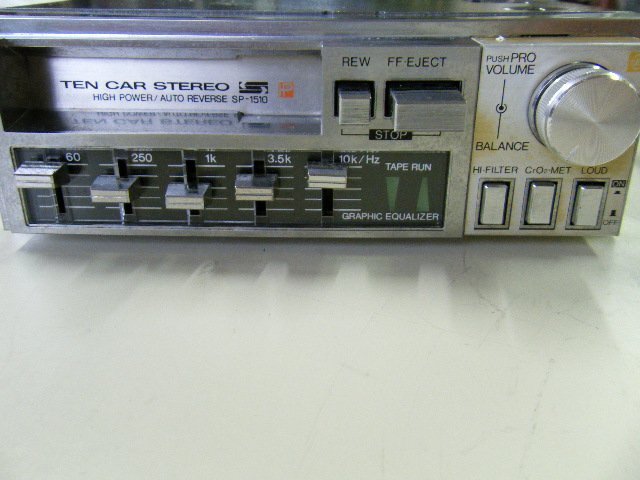 TEN CAR STEREO
HIGH POWER/AUTO REVERSE SP-1510
REW FF/EJECT
STOP
PUSH PRO
VOLUME
BALANCE
60 250 1k 3.5k 10k/Hz
TAPE RUN
GRAPHIC EQUALIZER
HI-FILTER CrO2·MET LOUD
ON
OFF